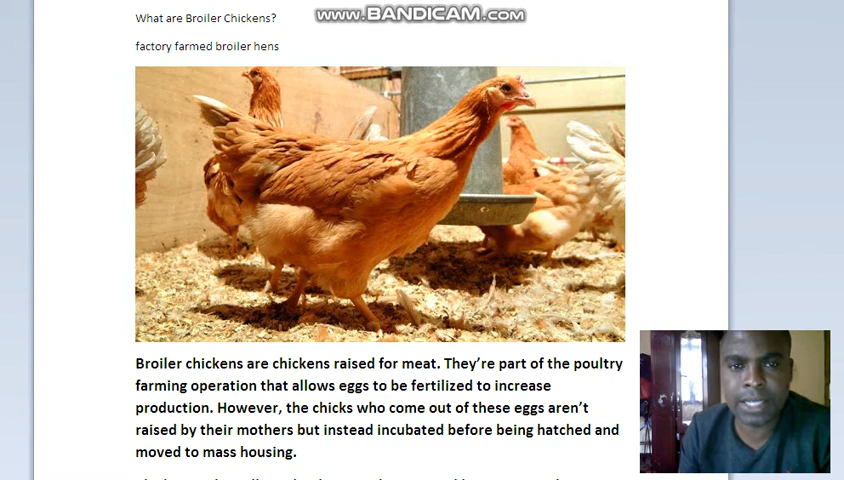 www.BANDICAM.com
What are Broiler Chickens?
factory farmed broiler hens
Broiler chickens are chickens raised for meat. They’re part of the poultry
farming operation that allows eggs to be fertilized to increase
production. However, the chicks who come out of these eggs aren’t
raised by their mothers but instead incubated before being hatched and
moved to mass housing.